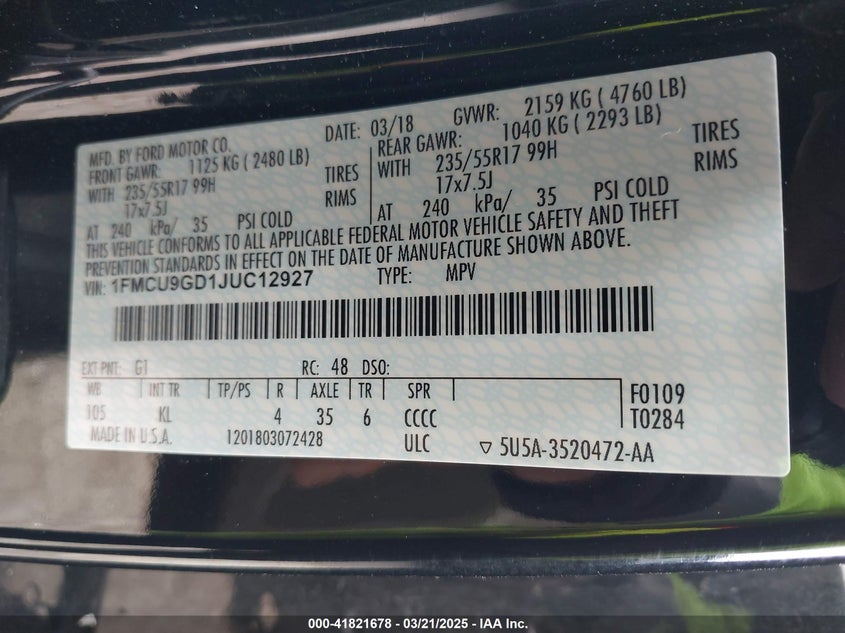 MFD. BY FORD MOTOR CO.
DATE: 03/18 GVWR: 2159 KG ( 4760 LB)
FRONT GAWR: 1125 KG ( 2480 LB)
WITH 235/55R17 99H TIRES
17x7.5J RIMS
AT 240 kPa/ 35 PSI COLD
REAR GAWR: 1040 KG ( 2293 LB)
WITH 235/55R17 99H TIRES
17x7.5J RIMS
AT 240 kPa/ 35 PSI COLD
THIS VEHICLE CONFORMS TO ALL APPLICABLE FEDERAL MOTOR VEHICLE SAFETY AND THEFT
PREVENTION STANDARDS IN EFFECT ON THE DATE OF MANUFACTURE SHOWN ABOVE.
VIN: 1FMCU9GD1JUC12927 TYPE: MPV
EXT PNT: G1 RC: 48 DSO:
WB INT TR TP/PS R AXLE TR SPR
105 KL 4 35 6 CCCC
F0109
T0284
MADE IN U.S.A. 1201803072428 ULC ▽ 5U5A-3520472-AA
000-41821678 - 03/21/2025 - IAA Inc.